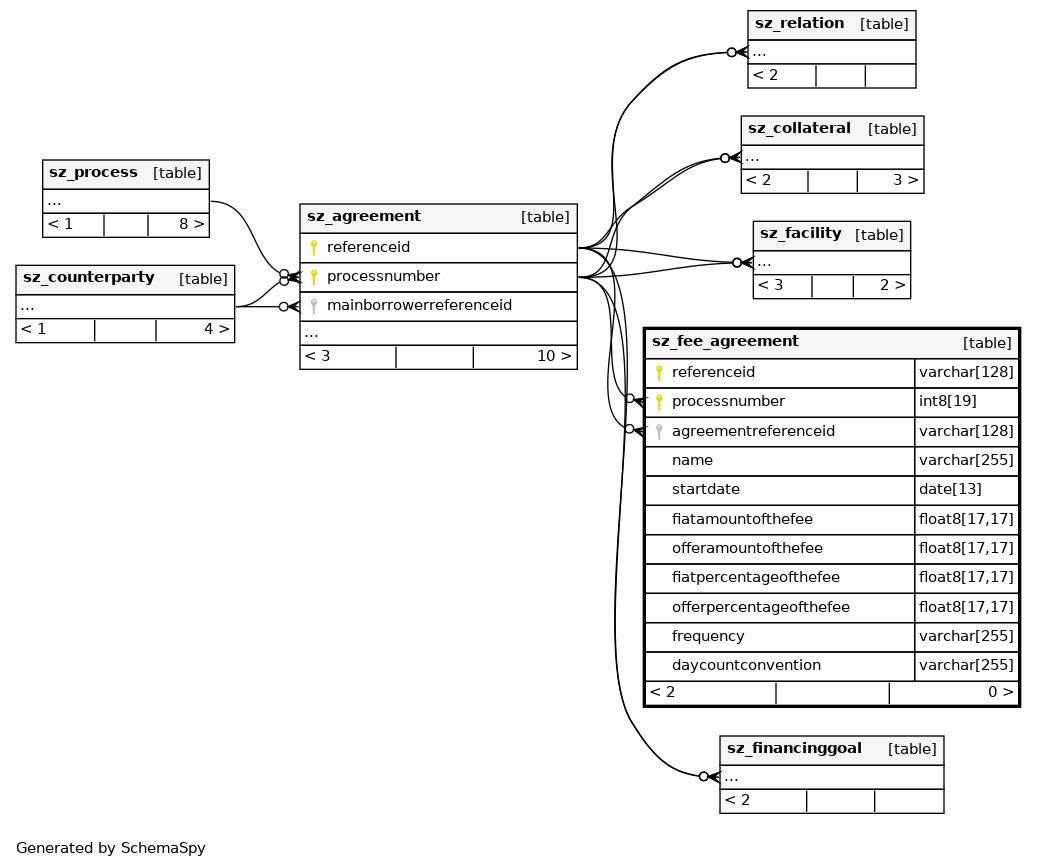 sz_relation [table]
...
< 2
sz_collateral [table]
...
< 2 3 >
sz_process [table]
...
< 1 8 >
sz_agreement [table]
referenceid
processnumber
mainborrowerreferenceid
...
< 3 10 >
sz_facility [table]
...
< 3 2 >
sz_counterparty [table]
...
< 1 4 >
sz_fee_agreement [table]
referenceid varchar[128]
processnumber int8[19]
agreementreferenceid varchar[128]
name varchar[255]
startdate date[13]
fiatamountofthefee float8[17,17]
offeramountofthefee float8[17,17]
fiatpercentageofthefee float8[17,17]
offerpercentageofthefee float8[17,17]
frequency varchar[255]
daycountconvention varchar[255]
< 2 0 >
sz_financinggoal [table]
...
< 2
Generated by SchemaSpy